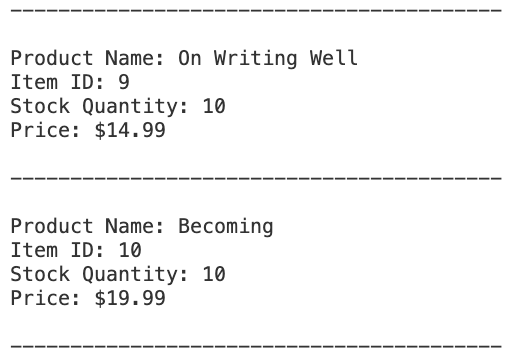 -----------------------------------------
Product Name: On Writing Well
Item ID: 9
Stock Quantity: 10
Price: $14.99
-----------------------------------------
Product Name: Becoming
Item ID: 10
Stock Quantity: 10
Price: $19.99
-----------------------------------------